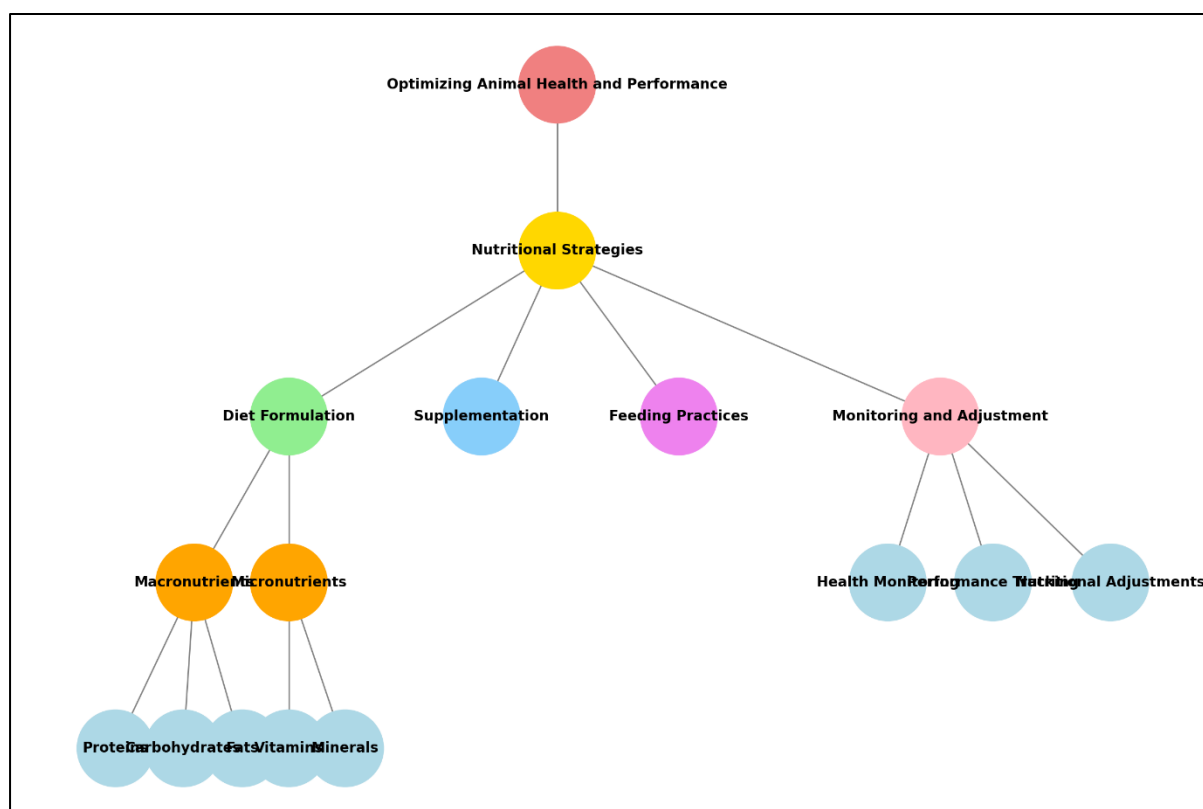 Optimizing Animal Health and Performance
Nutritional Strategies
Diet Formulation
Supplementation
Feeding Practices
Monitoring and Adjustment
Macronutrients
Micronutrients
Health Monitoring
Performance Tracking
Nutritional Adjustments
Proteins
Carbohydrates
Fats
Vitamins
Minerals